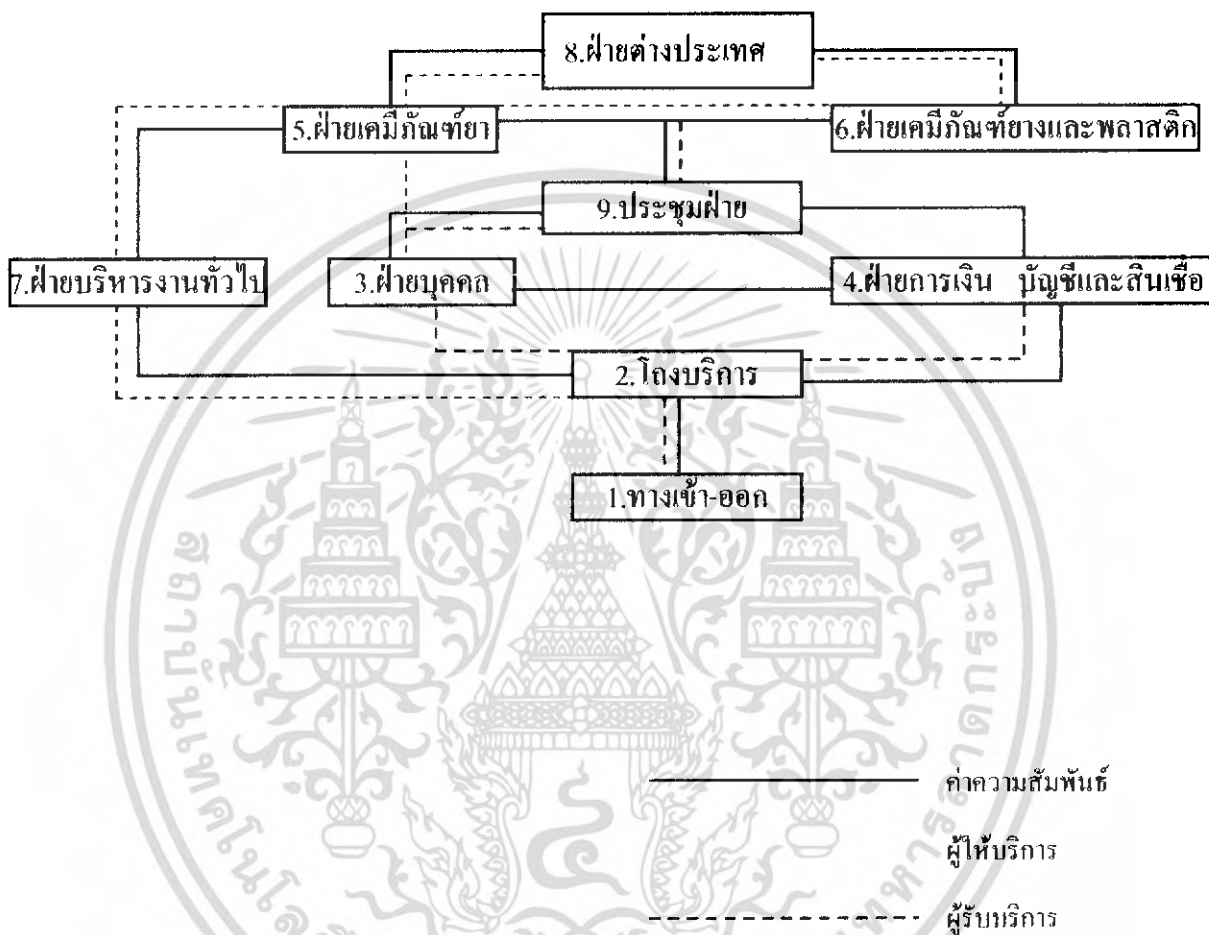 8.ฝ่ายต่างประเทศ
5.ฝ่ายเคมีภัณฑ์ยา
6.ฝ่ายเคมีภัณฑ์ยางและพลาสติก
9.ประชุมฝ่าย
7.ฝ่ายบริหารงานทั่วไป
3.ฝ่ายบุคคล
4.ฝ่ายการเงิน บัญชีและสินเชื่อ
2.โถงบริการ
1.ทางเข้า-ออก
ค่าความสัมพันธ์
ผู้ให้บริการ
ผู้รับบริการ